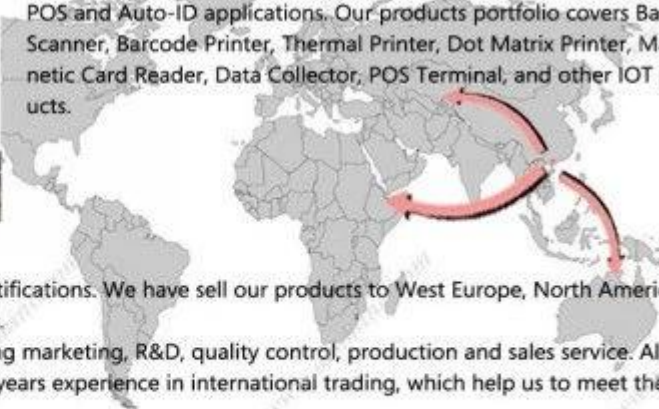 POS and Auto-ID applications. Our products portfolio covers Ba
Scanner, Barcode Printer, Thermal Printer, Dot Matrix Printer, M
netic Card Reader, Data Collector, POS Terminal, and other IOT
ucts.
tifications. We have sell our products to West Europe, North Ameri
ng marketing, R&D, quality control, production and sales service. Al
years experience in international trading, which help us to meet the